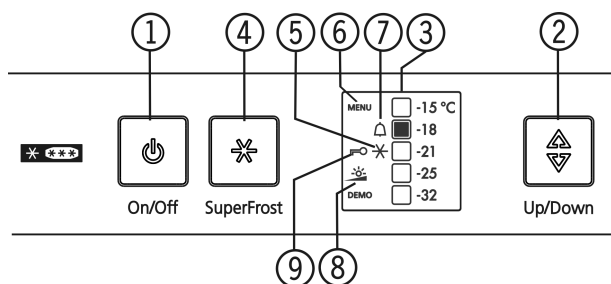 1 4 5 6 7 3 2
MENU
-15 °C
-18
-21
-25
DEMO -32
On/Off SuperFrost Up/Down
9 8